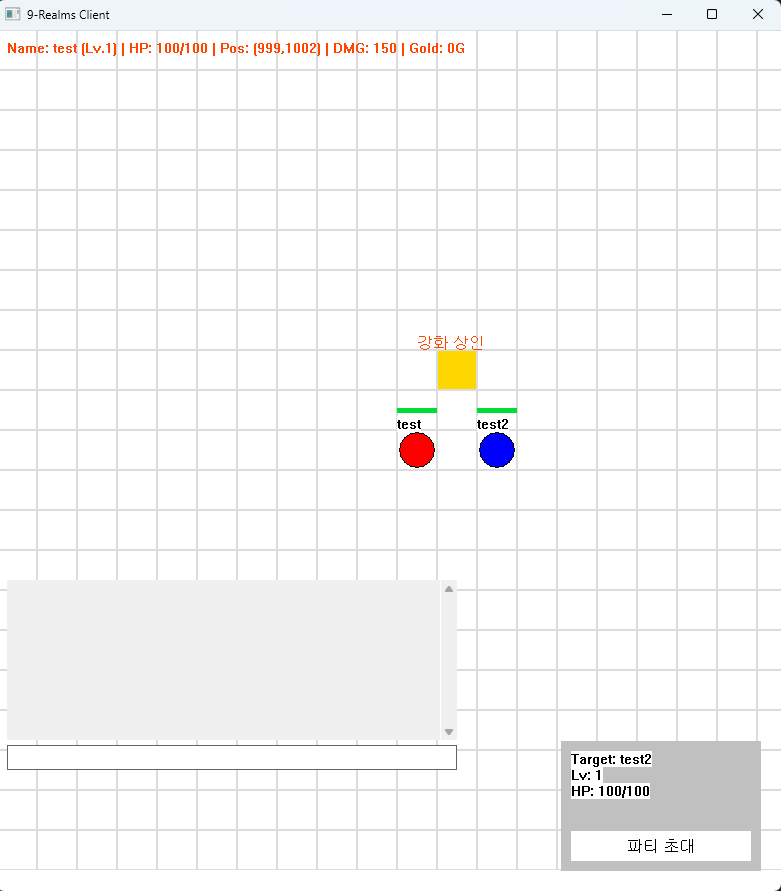 9-Realms Client
Name: test (Lv.1) | HP: 100/100 | Pos: (999,1002) | DMG: 150 | Gold: 0G
강화 상인
test
test2
Target: test2
Lv: 1
HP: 100/100
파티 초대